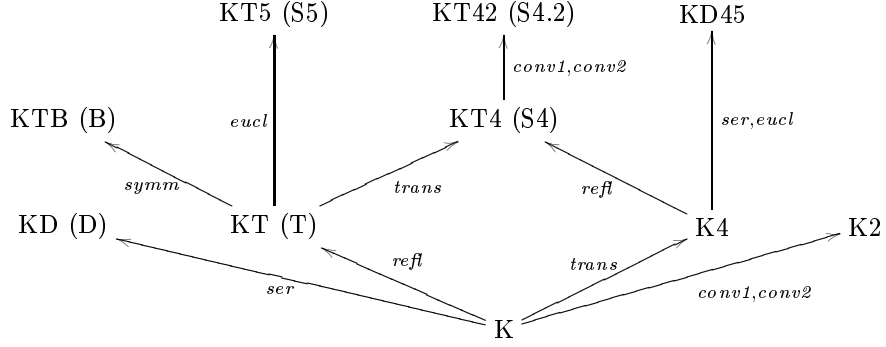 KT5 (S5) KT42 (S4.2) KD45
conv1,conv2
KTB (B) eucl KT4 (S4) ser,eucl
symm trans refl
KD (D) KT (T) K4 K2
refl trans
ser conv1,conv2
K